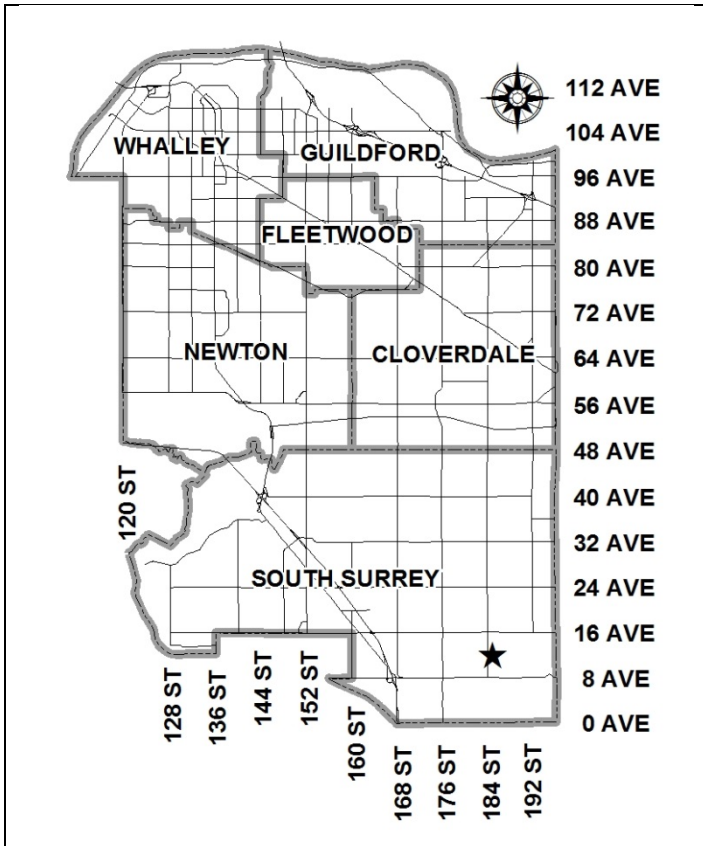 112 AVE
104 AVE
WHALLEY
GUILDFORD
96 AVE
88 AVE
FLEETWOOD
80 AVE
72 AVE
NEWTON
CLOVERDALE
64 AVE
56 AVE
48 AVE
120 ST
40 AVE
32 AVE
SOUTH SURREY
24 AVE
16 AVE
8 AVE
0 AVE
128 ST
136 ST
144 ST
152 ST
160 ST
168 ST
176 ST
184 ST
192 ST